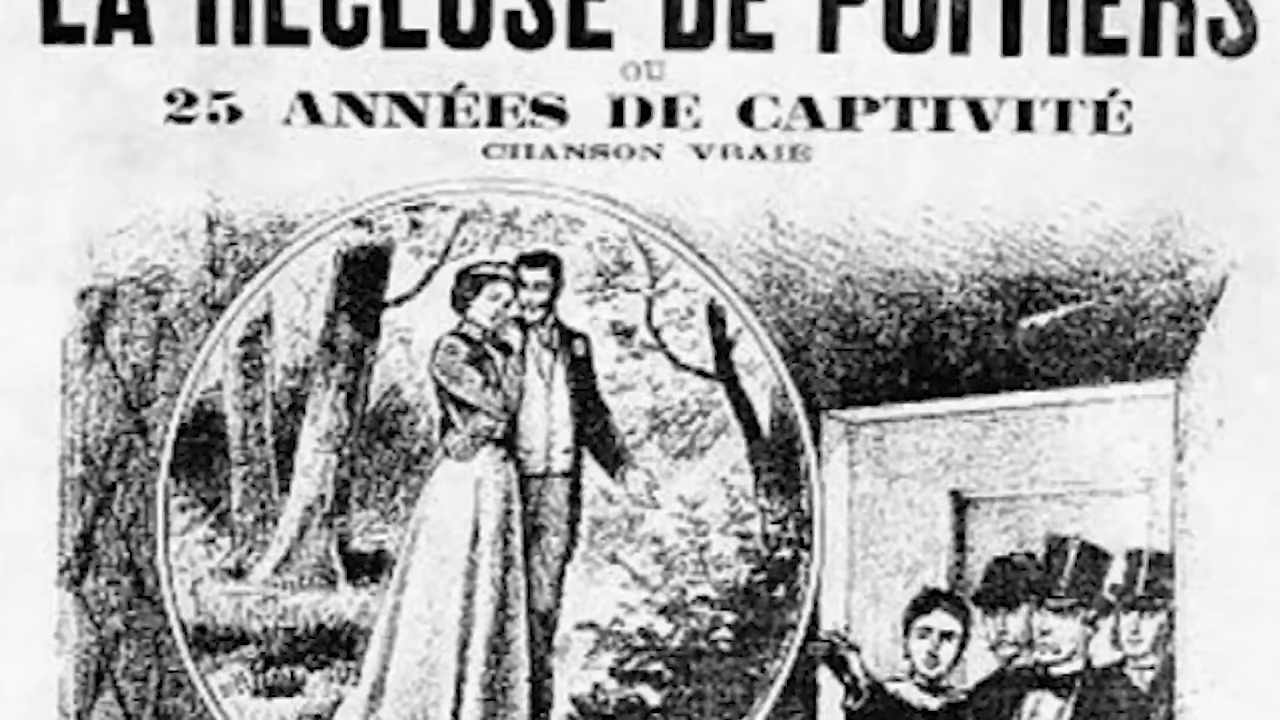 LA RECLUSE DE POITIERS
OU
25 ANNÉES DE CAPTIVITÉ
CHANSON VRAIE